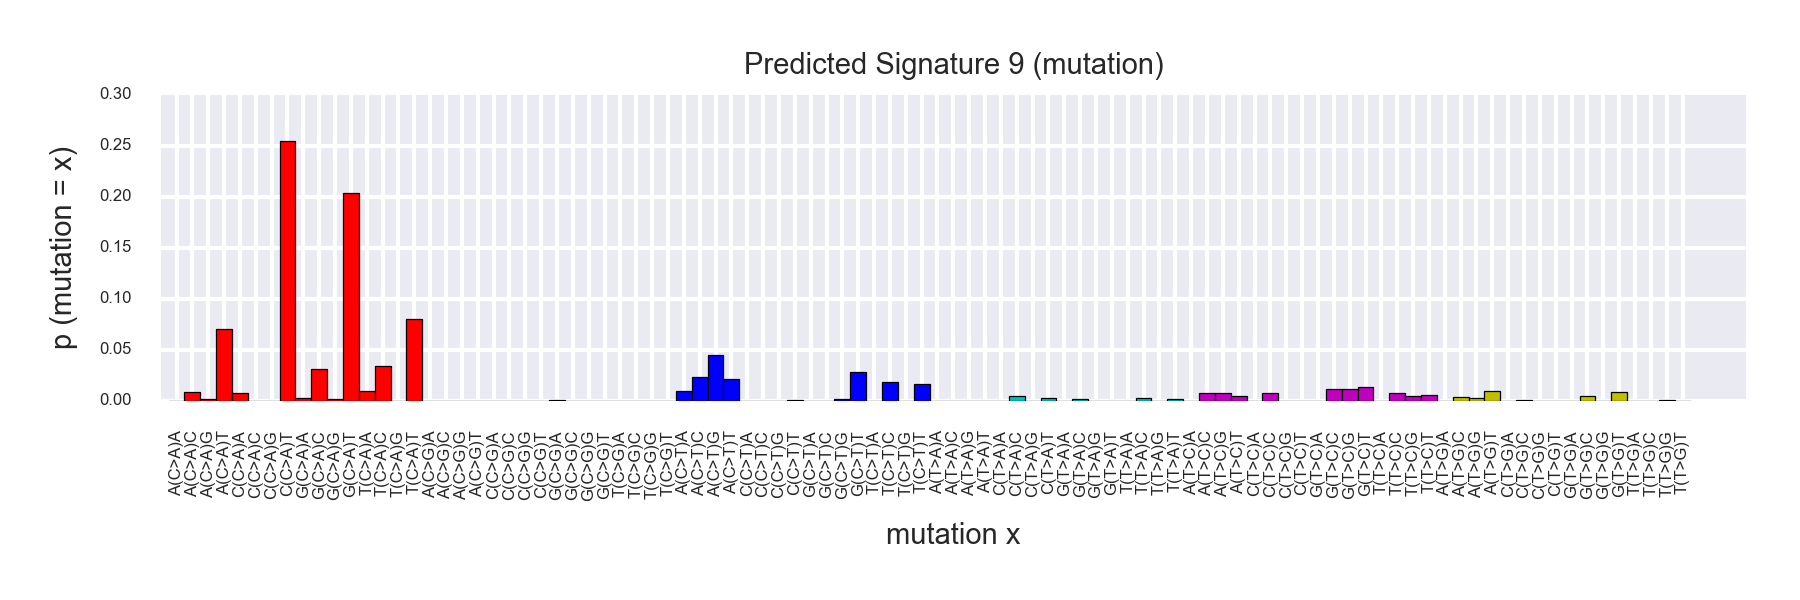 Predicted Signature 9 (mutation)
p (mutation = x)
0.30
0.25
0.20
0.15
0.10
0.05
0.00
A(C>A)A
A(C>A)C
A(C>A)G
A(C>A)T
C(C>A)A
C(C>A)C
C(C>A)G
C(C>A)T
G(C>A)A
G(C>A)C
G(C>A)G
G(C>A)T
T(C>A)A
T(C>A)C
T(C>A)G
T(C>A)T
A(C>G)A
A(C>G)C
A(C>G)G
A(C>G)T
C(C>G)A
C(C>G)C
C(C>G)G
C(C>G)T
G(C>G)A
G(C>G)C
G(C>G)G
G(C>G)T
T(C>G)A
T(C>G)C
T(C>G)G
T(C>G)T
A(C>T)A
A(C>T)C
A(C>T)G
A(C>T)T
C(C>T)A
C(C>T)C
C(C>T)G
C(C>T)T
G(C>T)A
G(C>T)C
G(C>T)G
G(C>T)T
T(C>T)A
T(C>T)C
T(C>T)G
T(C>T)T
A(T>A)A
A(T>A)C
A(T>A)G
A(T>A)T
C(T>A)A
C(T>A)C
C(T>A)G
C(T>A)T
G(T>A)A
G(T>A)C
G(T>A)G
G(T>A)T
T(T>A)A
T(T>A)C
T(T>A)G
T(T>A)T
A(T>C)A
A(T>C)C
A(T>C)G
A(T>C)T
C(T>C)A
C(T>C)C
C(T>C)G
C(T>C)T
G(T>C)A
G(T>C)C
G(T>C)G
G(T>C)T
T(T>C)A
T(T>C)C
T(T>C)G
T(T>C)T
A(T>G)A
A(T>G)C
A(T>G)G
A(T>G)T
C(T>G)A
C(T>G)C
C(T>G)G
C(T>G)T
G(T>G)A
G(T>G)C
G(T>G)G
G(T>G)T
T(T>G)A
T(T>G)C
T(T>G)G
T(T>G)T
mutation x